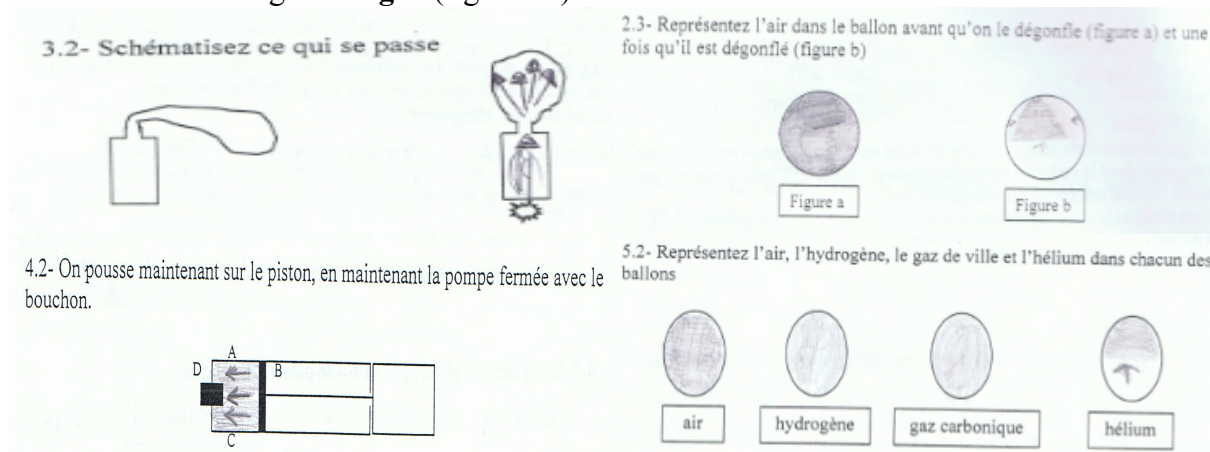 3.2- Schématisez ce qui se passe
4.2- On pousse maintenant sur le piston, en maintenant la pompe fermée avec le
bouchon.
A
D
B
C
2.3- Représentez l'air dans le ballon avant qu'on le dégonfle (figure a) et une
fois qu'il est dégonflé (figure b)
Figure a
Figure b
5.2- Représentez l'air, l'hydrogène, le gaz de ville et l'hélium dans chacun des
ballons
air
hydrogène
gaz carbonique
hélium